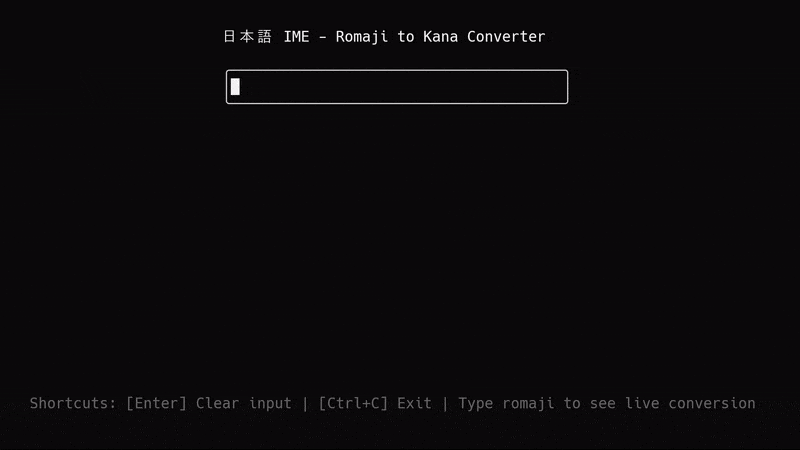 日本語 IME - Romaji to Kana Converter
Shortcuts: [Enter] Clear input | [Ctrl+C] Exit | Type romaji to see live conversion